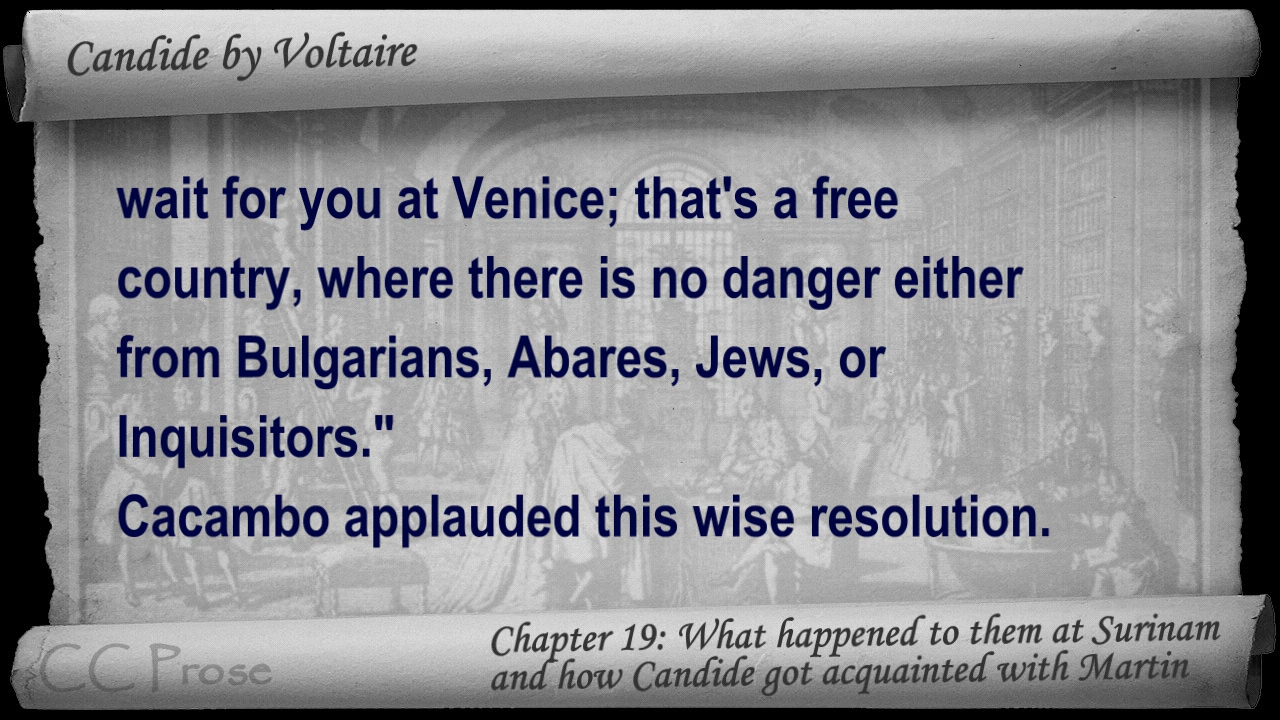 Candide by Voltaire
wait for you at Venice; that's a free
country, where there is no danger either
from Bulgarians, Abares, Jews, or
Inquisitors."
Cacambo applauded this wise resolution.
Chapter 19: What happened to them at Surinam
and how Candide got acquainted with Martin
CC Prose